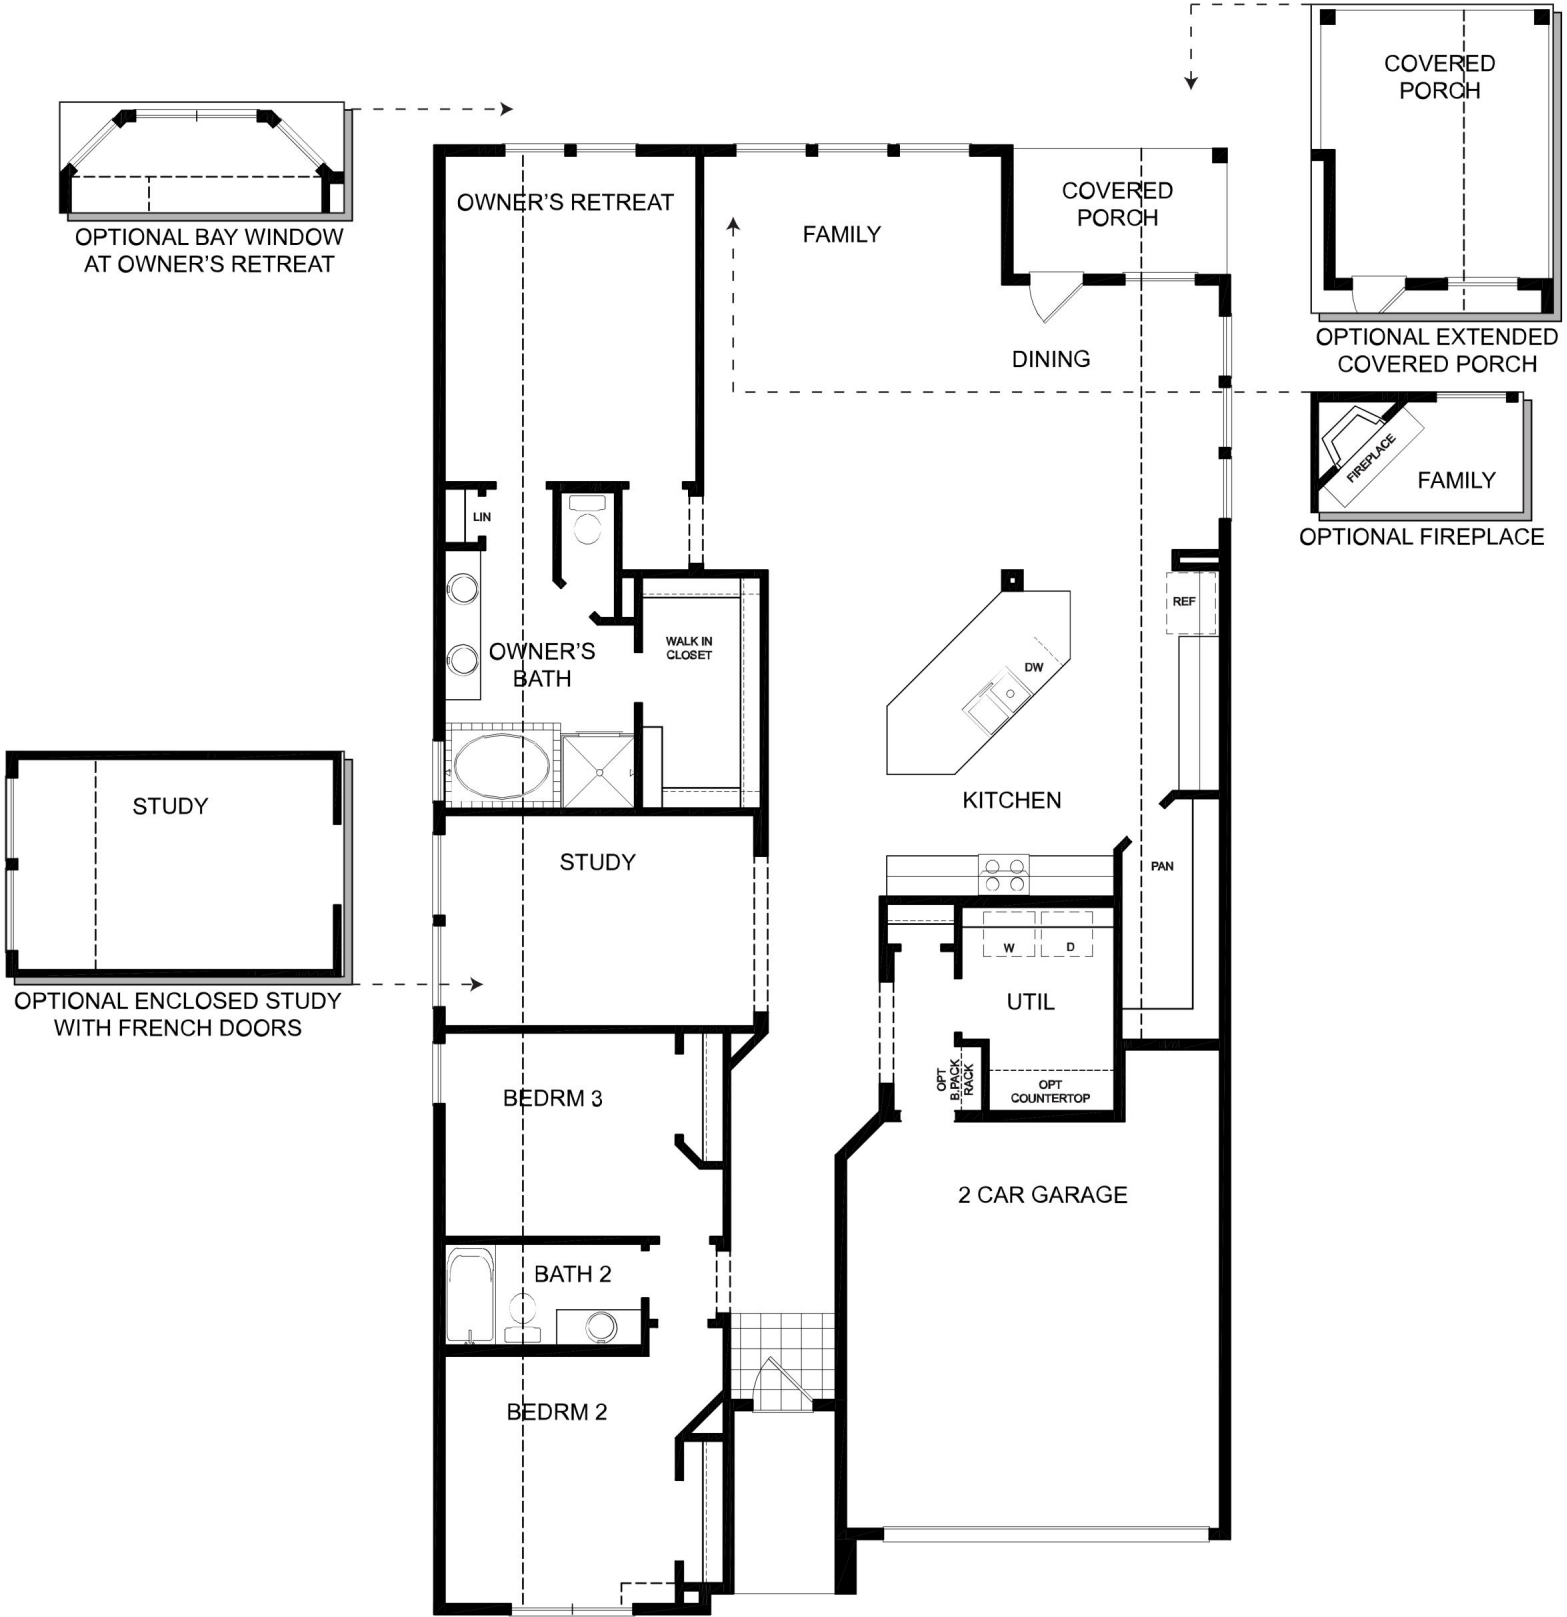 COVERED
PORCH
OPTIONAL EXTENDED
COVERED PORCH
OPTIONAL BAY WINDOW
AT OWNER'S RETREAT
OWNER'S RETREAT
FAMILY
COVERED
PORCH
DINING
FIREPLACE
FAMILY
OPTIONAL FIREPLACE
LIN
REF
WALK IN
CLOSET
OWNER'S
BATH
DW
KITCHEN
STUDY
OPTIONAL ENCLOSED STUDY
WITH FRENCH DOORS
STUDY
PAN
W
D
UTIL
OPT
B.PACK
RACK
OPT
COUNTERTOP
BEDRM 3
2 CAR GARAGE
BATH 2
BEDRM 2